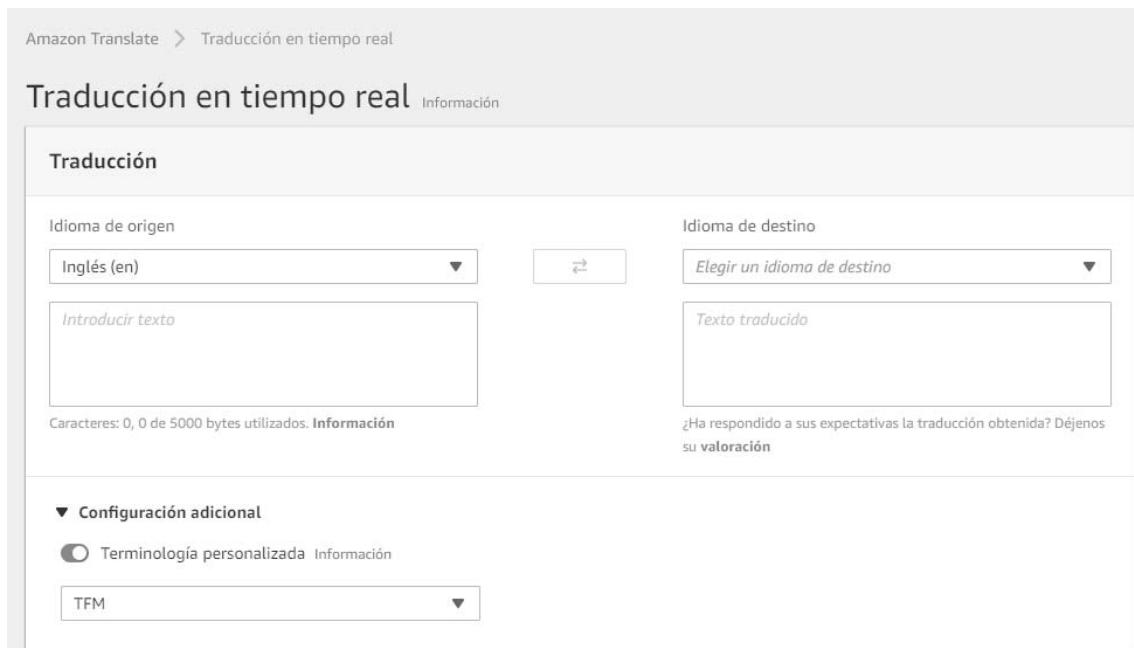 Amazon Translate > Traducción en tiempo real
Traducción en tiempo real Información
Traducción
Idioma de origen
Inglés (en)
Introducir texto
Caracteres: 0, 0 de 5000 bytes utilizados. Información
Idioma de destino
Elegir un idioma de destino
Texto traducido
¿Ha respondido a sus expectativas la traducción obtenida? Déjenos
su valoración
Configuración adicional
Terminología personalizada Información
TFM